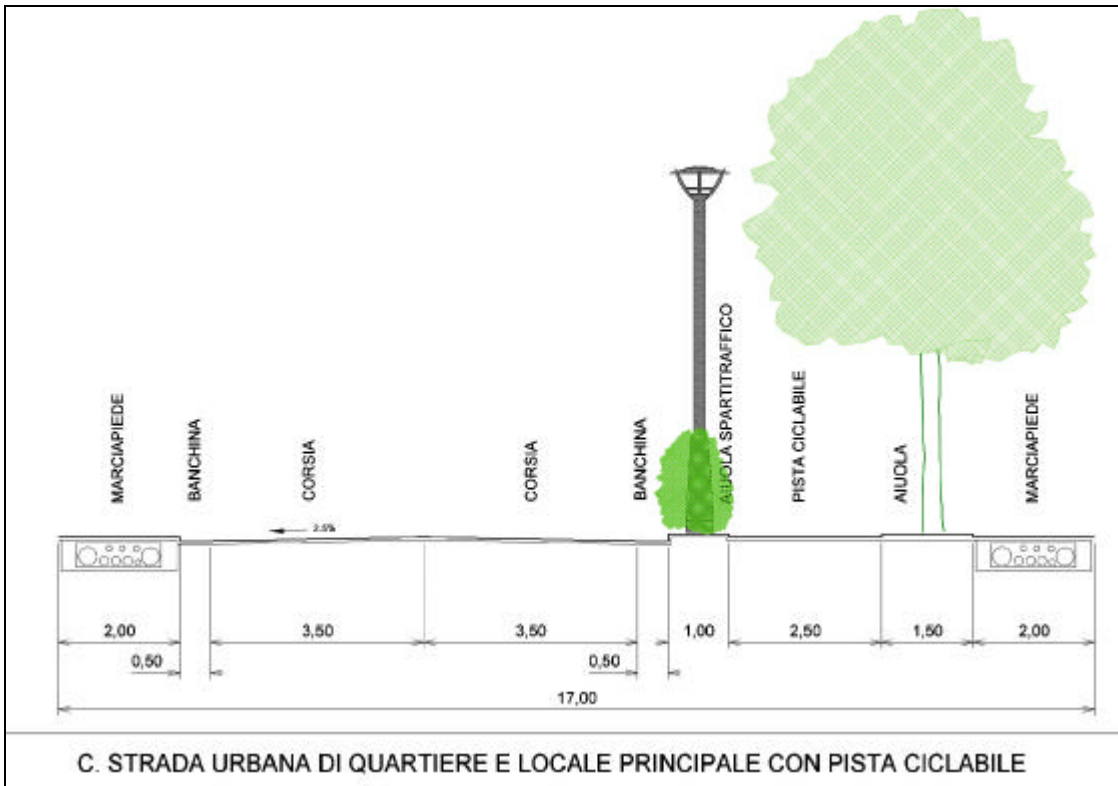 MARCIAPIEDE
BANCHINA
CORSIA
CORSIA
BANCHINA
AIUOLA SPARTITRAFFICO
PISTA CICLABILE
AIUOLA
MARCIAPIEDE
2.5%
2,00
3,50
3,50
1,00
2,50
1,50
2,00
0,50
0,50
17,00
C. STRADA URBANA DI QUARTIERE E LOCALE PRINCIPALE CON PISTA CICLABILE